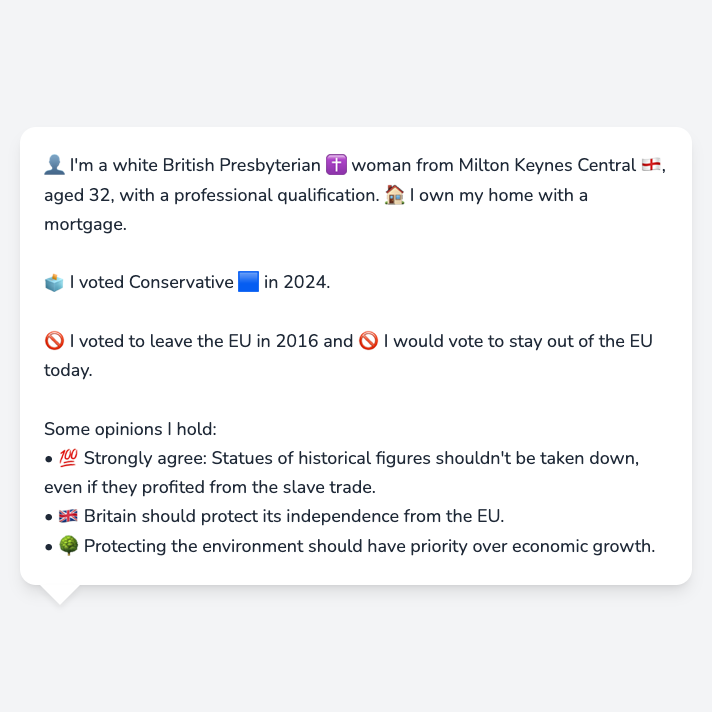 👤 I'm a white British Presbyterian ✝️ woman from Milton Keynes Central 🏴󠁧󠁢󠁥󠁮󠁧󠁿,
aged 32, with a professional qualification. 🏠 I own my home with a
mortgage.
🗳️ I voted Conservative 🟦 in 2024.
🚫 I voted to leave the EU in 2016 and 🚫 I would vote to stay out of the EU
today.
Some opinions I hold:
• 💯 Strongly agree: Statues of historical figures shouldn't be taken down,
even if they profited from the slave trade.
• 🇬🇧 Britain should protect its independence from the EU.
• 🌳 Protecting the environment should have priority over economic growth.